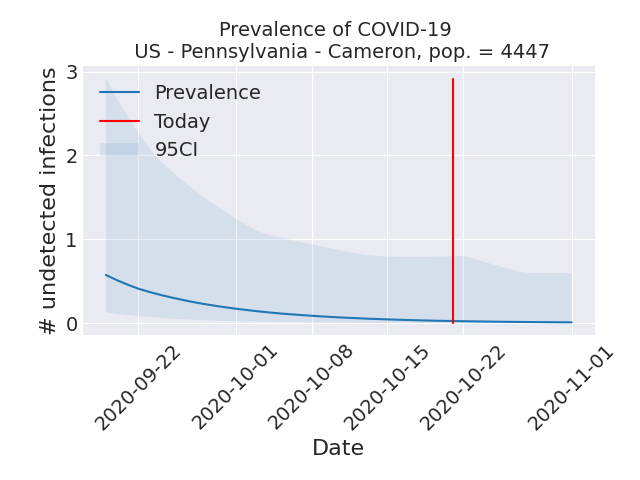 Prevalence of COVID-19
US - Pennsylvania - Cameron, pop. = 4447
# undetected infections
3
2
1
0
Prevalence
Today
95CI
2020-09-22
2020-10-01
2020-10-08
2020-10-15
2020-10-22
2020-11-01
Date